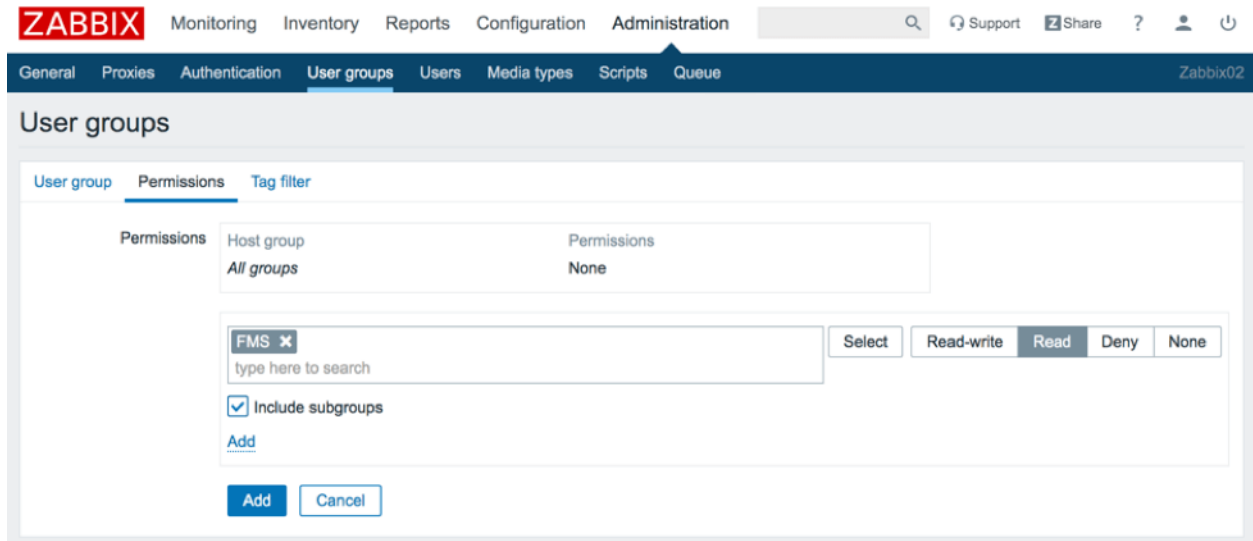 ZABBIX Monitoring Inventory Reports Configuration Administration Support Z Share ?
General Proxies Authentication User groups Users Media types Scripts Queue Zabbix02
User groups
User group Permissions Tag filter
Permissions Host group Permissions
All groups None
FMS Select Read-write Read Deny None
type here to search
Include subgroups
Add
Add Cancel